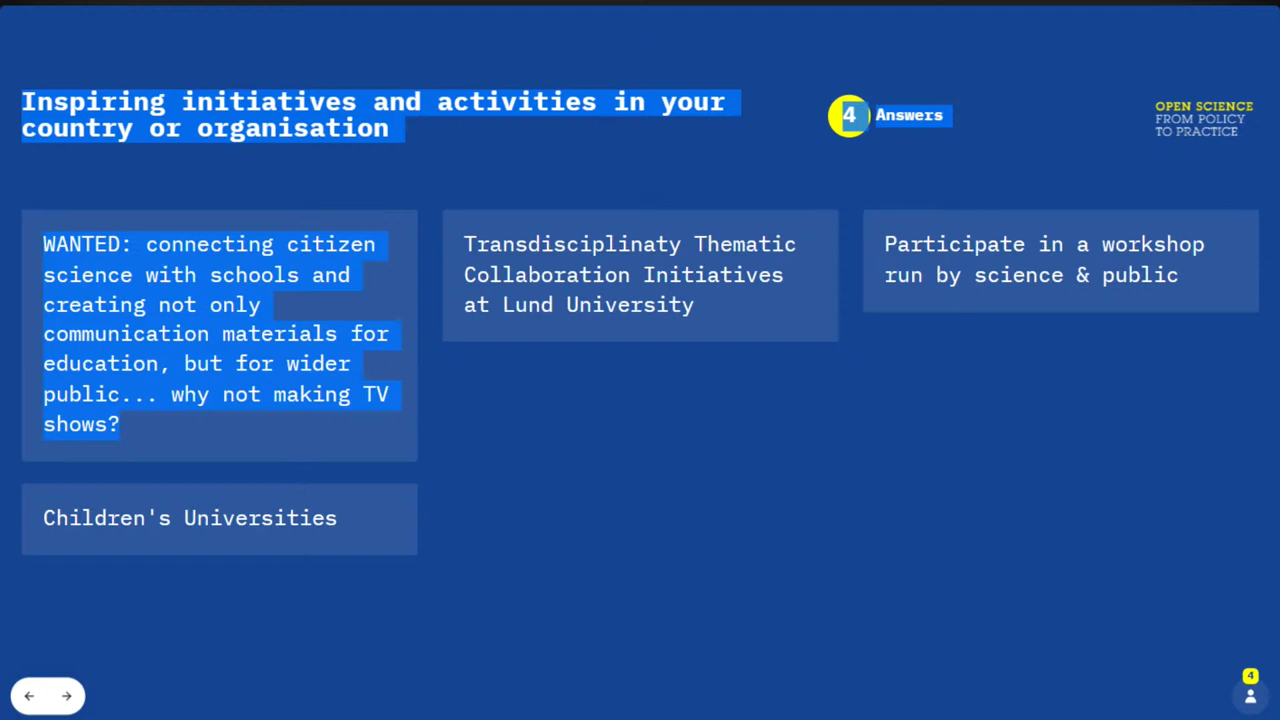 Inspiring initiatives and activities in your
country or organisation
4 Answers
OPEN SCIENCE
FROM POLICY
TO PRACTICE
WANTED: connecting citizen
science with schools and
creating not only
communication materials for
education, but for wider
public... why not making TV
shows?
Transdisciplinaty Thematic
Collaboration Initiatives
at Lund University
Participate in a workshop
run by science & public
Children's Universities
4